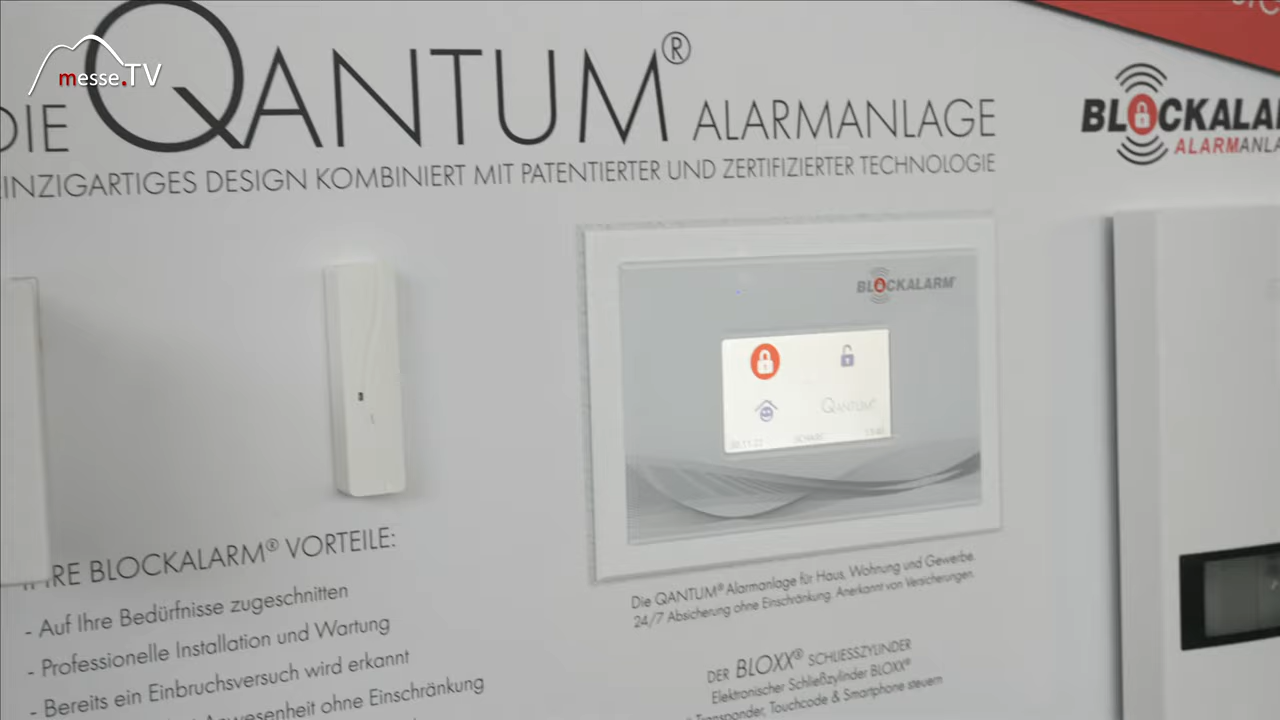 messe.TV
DIE QANTUM® ALARMANLAGE
EINZIGARTIGES DESIGN KOMBINIERT MIT PATENTIERTER UND ZERTIFIZIERTER TECHNOLOGIE
BLOCKALAR
ALARMANLA
BLOCKALARM
QANTUM®
IHRE BLOCKALARM® VORTEILE:
- Auf Ihre Bedürfnisse zugeschnitten
- Professionelle Installation und Wartung
- Bereits ein Einbruchsversuch wird erkannt
Anwesenheit ohne Einschränkung
Die QANTUM® Alarmanlage für Haus, Wohnung und Gewerbe.
24/7 Absicherung ohne Einschränkung. Anerkannt von Versicherungen.
DER BLOXX® SCHLIESSZYLINDER
Elektronischer Schließzylinder BLOXX®
Transponder, Touchcode & Smartphone steuern